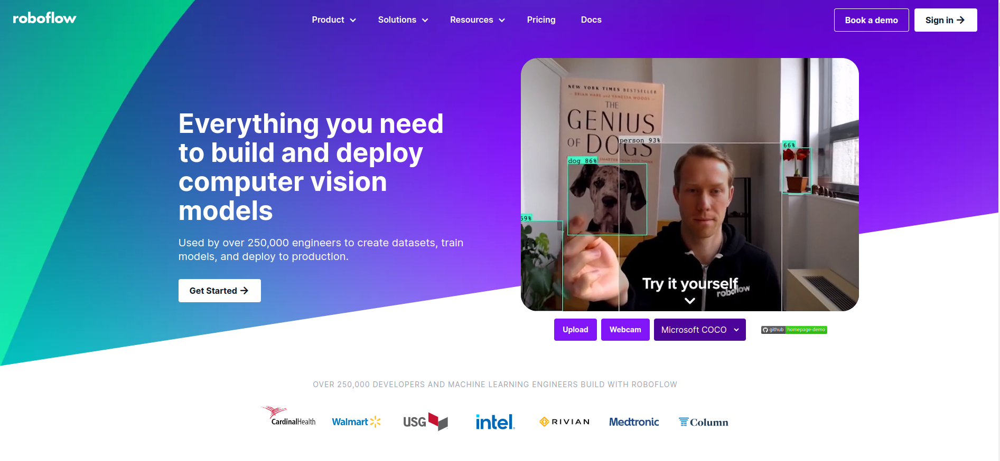 roboflow
Product
Solutions
Resources
Pricing
Docs
Book a demo
Sign in
Everything you need
to build and deploy
computer vision
models
Used by over 250,000 engineers to create datasets, train
models, and deploy to production.
Get Started
NEW YORK TIMES BESTSELLER
BRIAN HARE and VANESSA WOODS
THE
GENIUS
OF DOGS
SMARTER THAN YOU THINK
person 93%
dog 86%
66%
59%
Try it yourself
roboflow
Upload
Webcam
Microsoft COCO
github homepage-demo
OVER 250,000 DEVELOPERS AND MACHINE LEARNING ENGINEERS BUILD WITH ROBOFLOW
CardinalHealth
Walmart
USG
intel
RIVIAN
Medtronic
Column